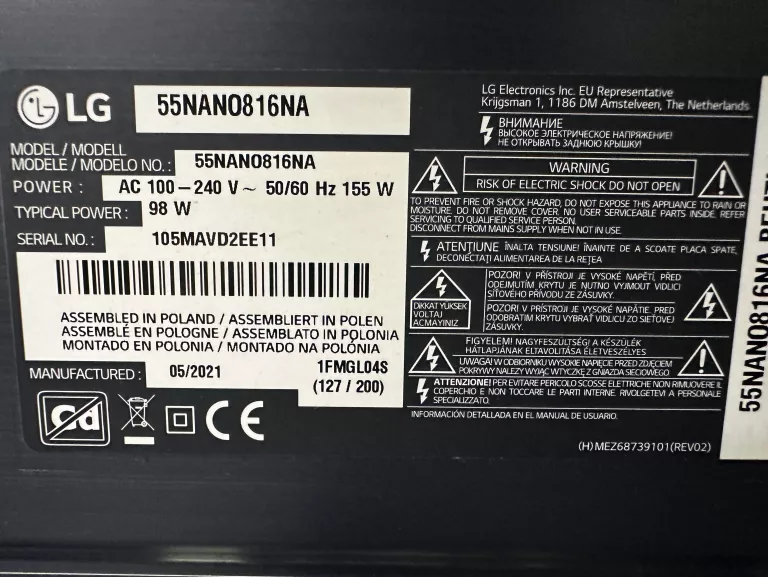 LG
55NANO816NA
MODEL / MODELL
MODELE / MODELO NO.: 55NANO816NA
POWER : AC 100 – 240 V ~ 50/60 Hz 155 W
TYPICAL POWER : 98 W
SERIAL NO.: 105MAVD2EE11
ASSEMBLED IN POLAND / ASSEMBLIERT IN POLEN
ASSEMBLÉ EN POLOGNE / ASSEMBLATO IN POLONIA
MONTADO EN POLONIA / MONTADO NA POLÓNIA
MANUFACTURED : 05/2021 1FMGL04S
(127 / 200)
Cd
CE
LG Electronics Inc. EU Representative
Krijgsman 1, 1186 DM Amstelveen, The Netherlands
ВНИМАНИЕ
ВЫСОКОЕ ЭЛЕКТРИЧЕСКОЕ НАПРЯЖЕНИЕ!
НЕ ОТКРЫВАТЬ ЗАДНЮЮ КРЫШКУ!
WARNING
RISK OF ELECTRIC SHOCK DO NOT OPEN
TO PREVENT FIRE OR SHOCK HAZARD, DO NOT EXPOSE THIS APPLIANCE TO RAIN OR
MOISTURE. DO NOT REMOVE COVER. NO USER SERVICEABLE PARTS INSIDE. REFER
SERVICING TO QUALIFIED SERVICE PERSON.
DISCONNECT FROM MAINS SUPPLY WHEN NOT IN USE.
ATENŢIUNE ÎNALTA TENSIUNE! ÎNAINTE DE A SCOATE PLACA SPATE,
DECONECTAŢI ALIMENTAREA DE LA REŢEA
DIKKAT YUKSEK
VOLTAJ
ACMAYINIZ
POZOR! V PŘÍSTROJI JE VYSOKÉ NAPĚTÍ, PŘED
ODEJMUTÍM KRYTU JE NUTNO VYJMOUT VIDLICI
SÍŤOVÉHO PŘÍVODU ZE ZÁSUVKY.
POZOR! V PRÍSTROJI JE VYSOKÉ NAPÄTIE, PRED
ODOBRATÍM KRYTU VYBRAŤ VIDLICU ZO SIEŤOVEJ
ZÁSUVKY.
FIGYELEM! NAGYFESZÜLTSÉG! A KÉSZÜLÉK
HÁTLAPJÁNAK ELTÁVOLÍTÁSA ÉLETVESZÉLYES
UWAGA! W ODBIORNIKU WYSOKIE NAPIĘCIE PRZED ZDJĘCIEM
POKRYWY NALEŻY WYJĄĆ WTYCZKĘ Z GNIAZDA SIECIOWEGO
ATTENZIONE! PER EVITARE PERICOLO SCOSSE ELETTRICHE NON RIMUOVERE IL
COPERCHIO E NON TOCCARE LE PARTI INTERNE. RIVOLGETEVI A PERSONALE
SPECIALIZZATO.
INFORMACIÓN DETALLADA EN EL MANUAL DE USUARIO.
(H) MEZ68739101(REV02)
55NANO816NA